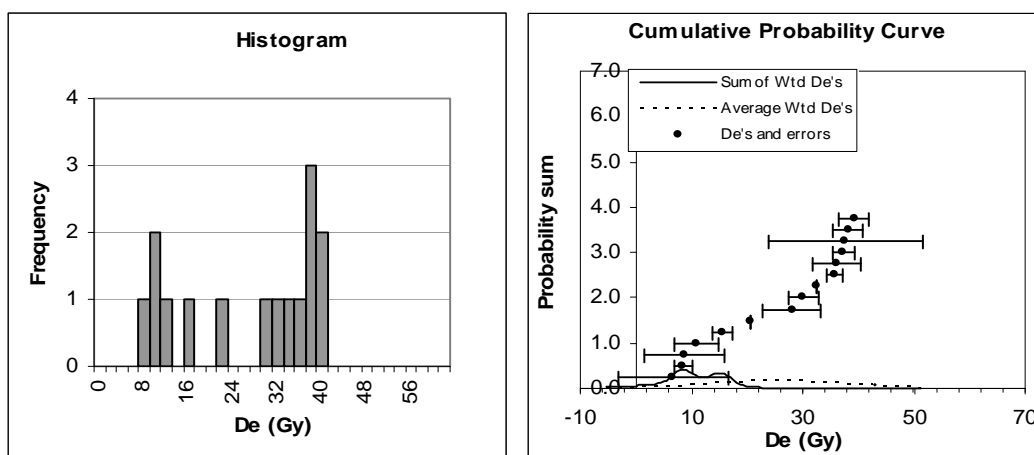 Histogram
4
3
2
1
0
Frequency
0 8 16 24 32 40 48 56
De (Gy)
Cumulative Probability Curve
7.0
6.0
5.0
4.0
3.0
2.0
1.0
0.0
Probability sum
Sum of Wtd De's
Average Wtd De's
De's and errors
-10 10 30 50 70
De (Gy)